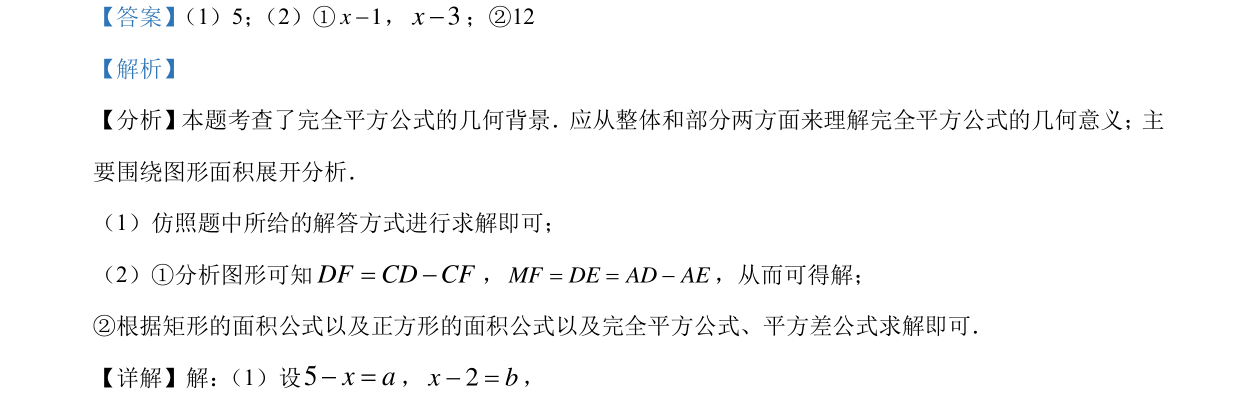 【答案】（1）5；（2）①x−1，x−3；②12
【解析】
【分析】本题考查了完全平方公式的几何背景．应从整体和部分两方面来理解完全平方公式的几何意义；主
要围绕图形面积展开分析．
（1）仿照题中所给的解答方式进行求解即可；
（2）①分析图形可知DF=CD−CF，MF=DE=AD−AE，从而可得解；
②根据矩形的面积公式以及正方形的面积公式以及完全平方公式、平方差公式求解即可．
【详解】解：（1）设5−x=a，x−2=b，